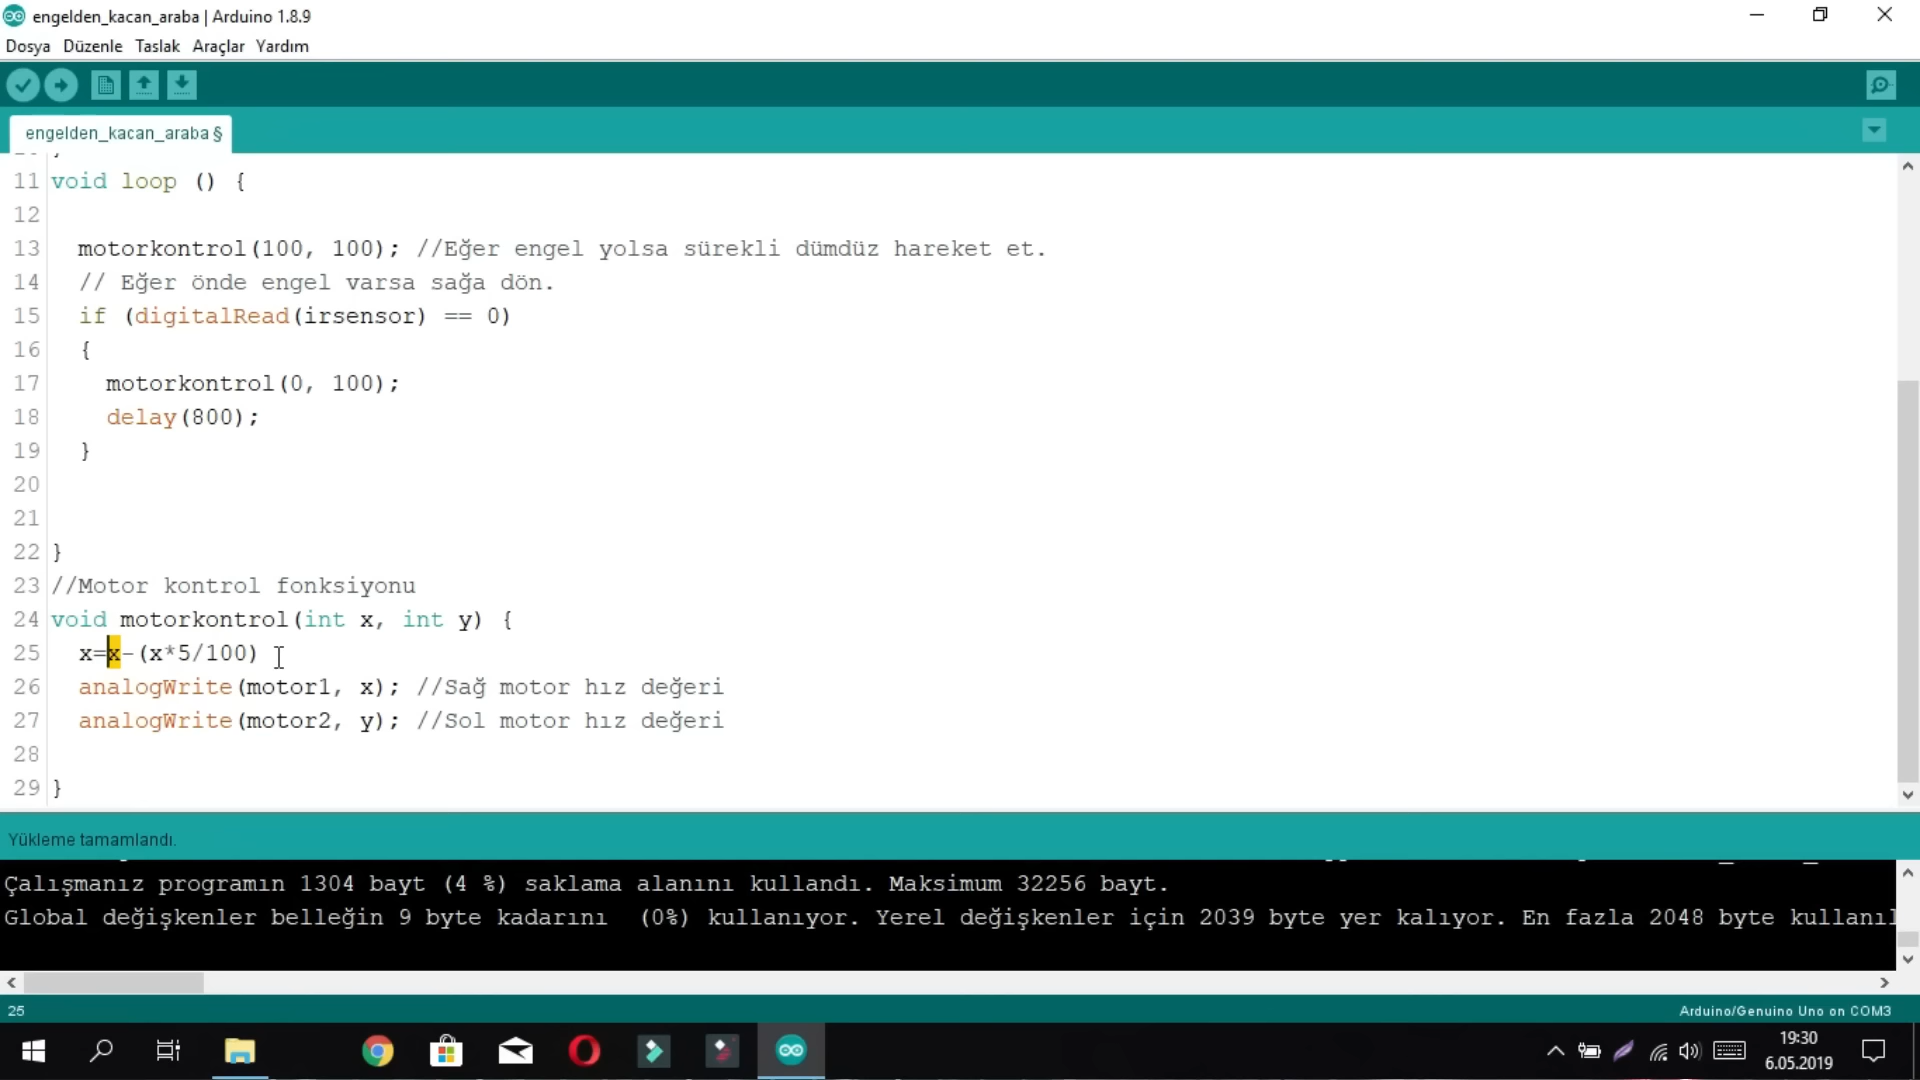 engelden_kacan_araba | Arduino 1.8.9
Dosya Düzenle Taslak Araçlar Yardım
engelden_kacan_araba §
11 void loop () {
12
13 motorkontrol(100, 100); //Eğer engel yolsa sürekli dümdüz hareket et.
14 // Eğer önde engel varsa sağa dön.
15 if (digitalRead(irsensor) == 0)
16 {
17 motorkontrol(0, 100);
18 delay(800);
19 }
20
21
22 }
23 //Motor kontrol fonksiyonu
24 void motorkontrol(int x, int y) {
25 x=x-(x*5/100)
26 analogWrite(motor1, x); //Sağ motor hız değeri
27 analogWrite(motor2, y); //Sol motor hız değeri
28
29 }
Yükleme tamamlandı.
Çalışmanız programın 1304 bayt (4 %) saklama alanını kullandı. Maksimum 32256 bayt.
Global değişkenler belleğin 9 byte kadarını (0%) kullanıyor. Yerel değişkenler için 2039 byte yer kalıyor. En fazla 2048 byte
25
Arduino/Genuino Uno on COM3
19:30
6.05.2019